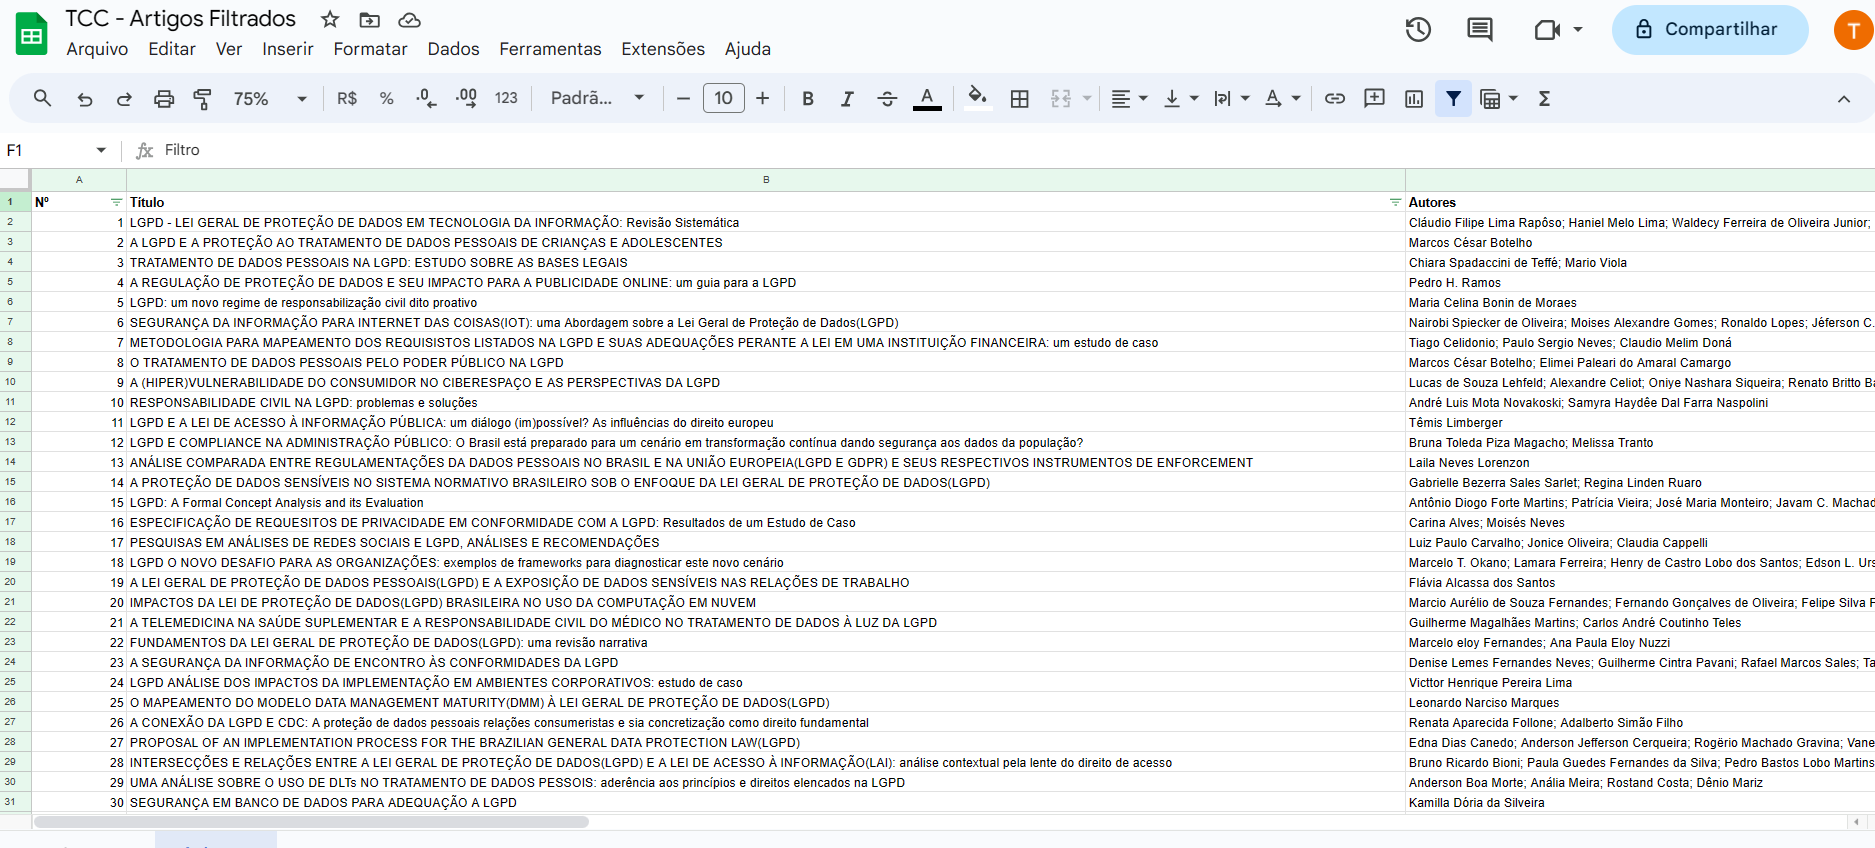 TCC - Artigos Filtrados
Arquivo Editar Ver Inserir Formatar Dados Ferramentas Extensões Ajuda
Compartilhar
T
75% R$ % .0 .00 123 Padrã... 10 B I S A A Σ
F1 fx Filtro
A B
1 Nº Título Autores
2 1 LGPD - LEI GERAL DE PROTEÇÃO DE DADOS EM TECNOLOGIA DA INFORMAÇÃO: Revisão Sistemática Cláudio Filipe Lima Rapôso; Haniel Melo Lima; Waldecy Ferreira de Oliveira Junior;
3 2 A LGPD E A PROTEÇÃO AO TRATAMENTO DE DADOS PESSOAIS DE CRIANÇAS E ADOLESCENTES Marcos César Botelho
4 3 TRATAMENTO DE DADOS PESSOAIS NA LGPD: ESTUDO SOBRE AS BASES LEGAIS Chiara Spadaccini de Teffé; Mario Viola
5 4 A REGULAÇÃO DE PROTEÇÃO DE DADOS E SEU IMPACTO PARA A PUBLICIDADE ONLINE: um guia para a LGPD Pedro H. Ramos
6 5 LGPD: um novo regime de responsabilização civil dito proativo Maria Celina Bonin de Moraes
7 6 SEGURANÇA DA INFORMAÇÃO PARA INTERNET DAS COISAS(IOT): uma Abordagem sobre a Lei Geral de Proteção de Dados(LGPD) Nairobi Spiecker de Oliveira; Moises Alexandre Gomes; Ronaldo Lopes; Jéferson C.
8 7 METODOLOGIA PARA MAPEAMENTO DOS REQUISISTOS LISTADOS NA LGPD E SUAS ADEQUAÇÕES PERANTE A LEI EM UMA INSTITUIÇÃO FINANCEIRA: um estudo de caso Tiago Celidonio; Paulo Sergio Neves; Claudio Melim Doná
9 8 O TRATAMENTO DE DADOS PESSOAIS PELO PODER PÚBLICO NA LGPD Marcos César Botelho; Elimei Paleari do Amaral Camargo
10 9 A (HIPER)VULNERABILIDADE DO CONSUMIDOR NO CIBERESPAÇO E AS PERSPECTIVAS DA LGPD Lucas de Souza Lehfeld; Alexandre Celiot; Oniye Nashara Siqueira; Renato Britto Ba
11 10 RESPONSABILIDADE CIVIL NA LGPD: problemas e soluções André Luis Mota Novakoski; Samyra Haydêe Dal Farra Naspolini
12 11 LGPD E A LEI DE ACESSO À INFORMAÇÃO PÚBLICA: um diálogo (im)possível? As influências do direito europeu Têmis Limberger
13 12 LGPD E COMPLIANCE NA ADMINISTRAÇÃO PÚBLICO: O Brasil está preparado para um cenário em transformação contínua dando segurança aos dados da população? Bruna Toleda Piza Magacho; Melissa Tranto
14 13 ANÁLISE COMPARADA ENTRE REGULAMENTAÇÕES DA DADOS PESSOAIS NO BRASIL E NA UNIÃO EUROPEIA(LGPD E GDPR) E SEUS RESPECTIVOS INSTRUMENTOS DE ENFORCEMENT Laila Neves Lorenzon
15 14 A PROTEÇÃO DE DADOS SENSÍVEIS NO SISTEMA NORMATIVO BRASILEIRO SOB O ENFOQUE DA LEI GERAL DE PROTEÇÃO DE DADOS(LGPD) Gabrielle Bezerra Sales Sarlet; Regina Linden Ruaro
16 15 LGPD: A Formal Concept Analysis and its Evaluation Antônio Diogo Forte Martins; Patrícia Vieira; José Maria Monteiro; Javam C. Machad
17 16 ESPECIFICAÇÃO DE REQUESITOS DE PRIVACIDADE EM CONFORMIDADE COM A LGPD: Resultados de um Estudo de Caso Carina Alves; Moisés Neves
18 17 PESQUISAS EM ANÁLISES DE REDES SOCIAIS E LGPD, ANÁLISES E RECOMENDAÇÕES Luiz Paulo Carvalho; Jonice Oliveira; Claudia Cappelli
19 18 LGPD O NOVO DESAFIO PARA AS ORGANIZAÇÕES: exemplos de frameworks para diagnosticar este novo cenário Marcelo T. Okano; Lamara Ferreira; Henry de Castro Lobo dos Santos; Edson L. Urs
20 19 A LEI GERAL DE PROTEÇÃO DE DADOS PESSOAIS(LGPD) E A EXPOSIÇÃO DE DADOS SENSÍVEIS NAS RELAÇÕES DE TRABALHO Flávia Alcassa dos Santos
21 20 IMPACTOS DA LEI DE PROTEÇÃO DE DADOS(LGPD) BRASILEIRA NO USO DA COMPUTAÇÃO EM NUVEM Marcio Aurélio de Souza Fernandes; Fernando Gonçalves de Oliveira; Felipe Silva F
22 21 A TELEMEDICINA NA SAÚDE SUPLEMENTAR E A RESPONSABILIDADE CIVIL DO MÉDICO NO TRATAMENTO DE DADOS À LUZ DA LGPD Guilherme Magalhães Martins; Carlos André Coutinho Teles
23 22 FUNDAMENTOS DA LEI GERAL DE PROTEÇÃO DE DADOS(LGPD): uma revisão narrativa Marcelo eloy Fernandes; Ana Paula Eloy Nuzzi
24 23 A SEGURANÇA DA INFORMAÇÃO DE ENCONTRO ÀS CONFORMIDADES DA LGPD Denise Lemes Fernandes Neves; Guilherme Cintra Pavani; Rafael Marcos Sales; Ta
25 24 LGPD ANÁLISE DOS IMPACTOS DA IMPLEMENTAÇÃO EM AMBIENTES CORPORATIVOS: estudo de caso Victtor Henrique Pereira Lima
26 25 O MAPEAMENTO DO MODELO DATA MANAGEMENT MATURITY(DMM) À LEI GERAL DE PROTEÇÃO DE DADOS(LGPD) Leonardo Narciso Marques
27 26 A CONEXÃO DA LGPD E CDC: A proteção de dados pessoais relações consumeristas e sia concretização como direito fundamental Renata Aparecida Follone; Adalberto Simão Filho
28 27 PROPOSAL OF AN IMPLEMENTATION PROCESS FOR THE BRAZILIAN GENERAL DATA PROTECTION LAW(LGPD) Edna Dias Canedo; Anderson Jefferson Cerqueira; Rogério Machado Gravina; Vane
29 28 INTERSECÇÕES E RELAÇÕES ENTRE A LEI GERAL DE PROTEÇÃO DE DADOS(LGPD) E A LEI DE ACESSO À INFORMAÇÃO(LAI): análise contextual pela lente do direito de acesso Bruno Ricardo Bioni; Paula Guedes Fernandes da Silva; Pedro Bastos Lobo Martins
30 29 UMA ANÁLISE SOBRE O USO DE DLTs NO TRATAMENTO DE DADOS PESSOIS: aderência aos princípios e direitos elencados na LGPD Anderson Boa Morte; Anália Meira; Rostand Costa; Dênio Mariz
31 30 SEGURANÇA EM BANCO DE DADOS PARA ADEQUAÇÃO A LGPD Kamilla Dória da Silveira